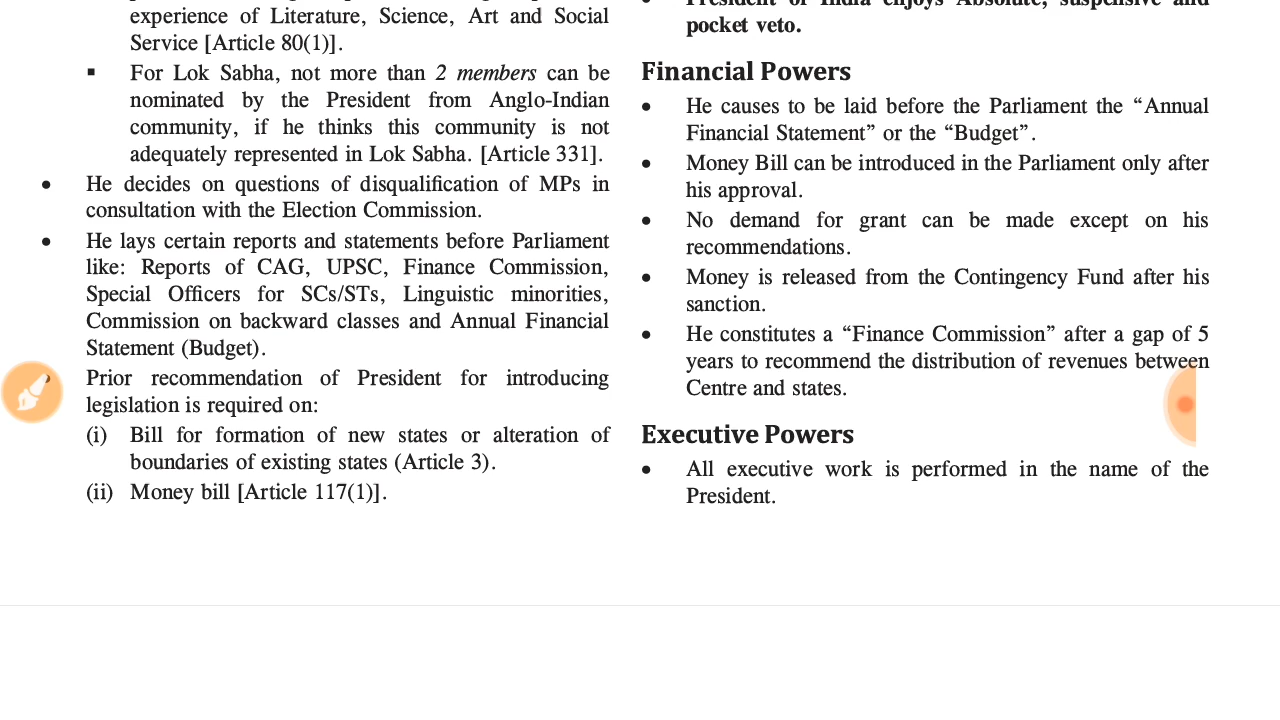 experience of Literature, Science, Art and Social
Service [Article 80(1)].
▪ For Lok Sabha, not more than 2 members can be
nominated by the President from Anglo-Indian
community, if he thinks this community is not
adequately represented in Lok Sabha. [Article 331].
• He decides on questions of disqualification of MPs in
consultation with the Election Commission.
• He lays certain reports and statements before Parliament
like: Reports of CAG, UPSC, Finance Commission,
Special Officers for SCs/STs, Linguistic minorities,
Commission on backward classes and Annual Financial
Statement (Budget).
Prior recommendation of President for introducing
legislation is required on:
(i) Bill for formation of new states or alteration of
boundaries of existing states (Article 3).
(ii) Money bill [Article 117(1)].
• President of India enjoys Absolute, suspensive and
pocket veto.
Financial Powers
• He causes to be laid before the Parliament the “Annual
Financial Statement” or the “Budget”.
• Money Bill can be introduced in the Parliament only after
his approval.
• No demand for grant can be made except on his
recommendations.
• Money is released from the Contingency Fund after his
sanction.
• He constitutes a “Finance Commission” after a gap of 5
years to recommend the distribution of revenues between
Centre and states.
Executive Powers
• All executive work is performed in the name of the
President.